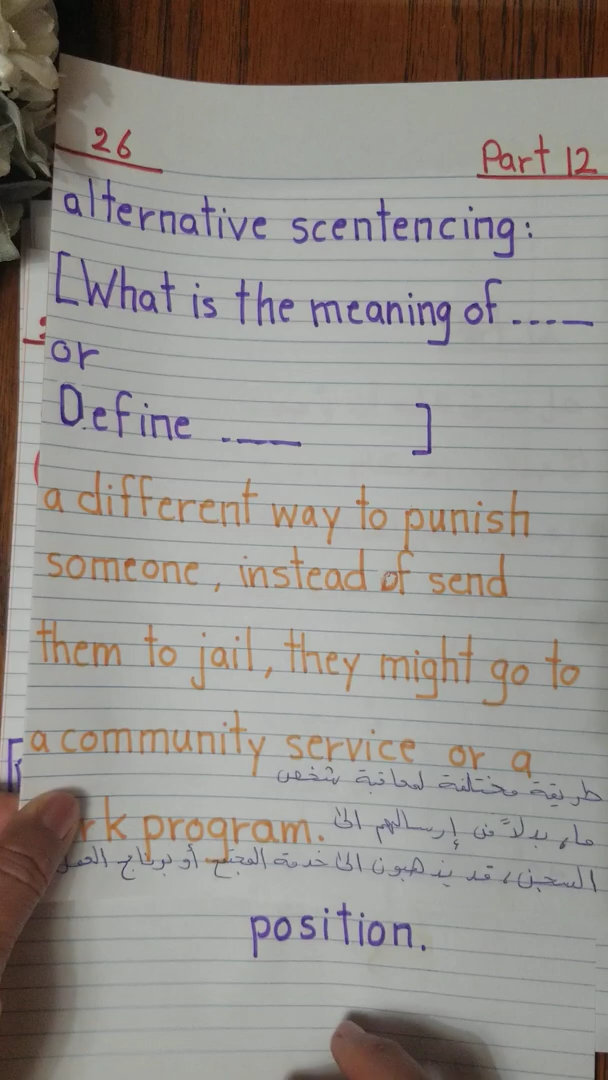 26
Part 12
alternative scentencing:
[What is the meaning of ....__
or
Define .___ ]
a different way to punish
someone, instead of send
them to jail, they might go to
a community service or a
طريقة مختلفة لمعاقبة شخص
rk program.
ما، بدلاً من إرسالهم الى
السجن، قد يذهبون الى خدمة المجتمع أو برنامج العمل
position.